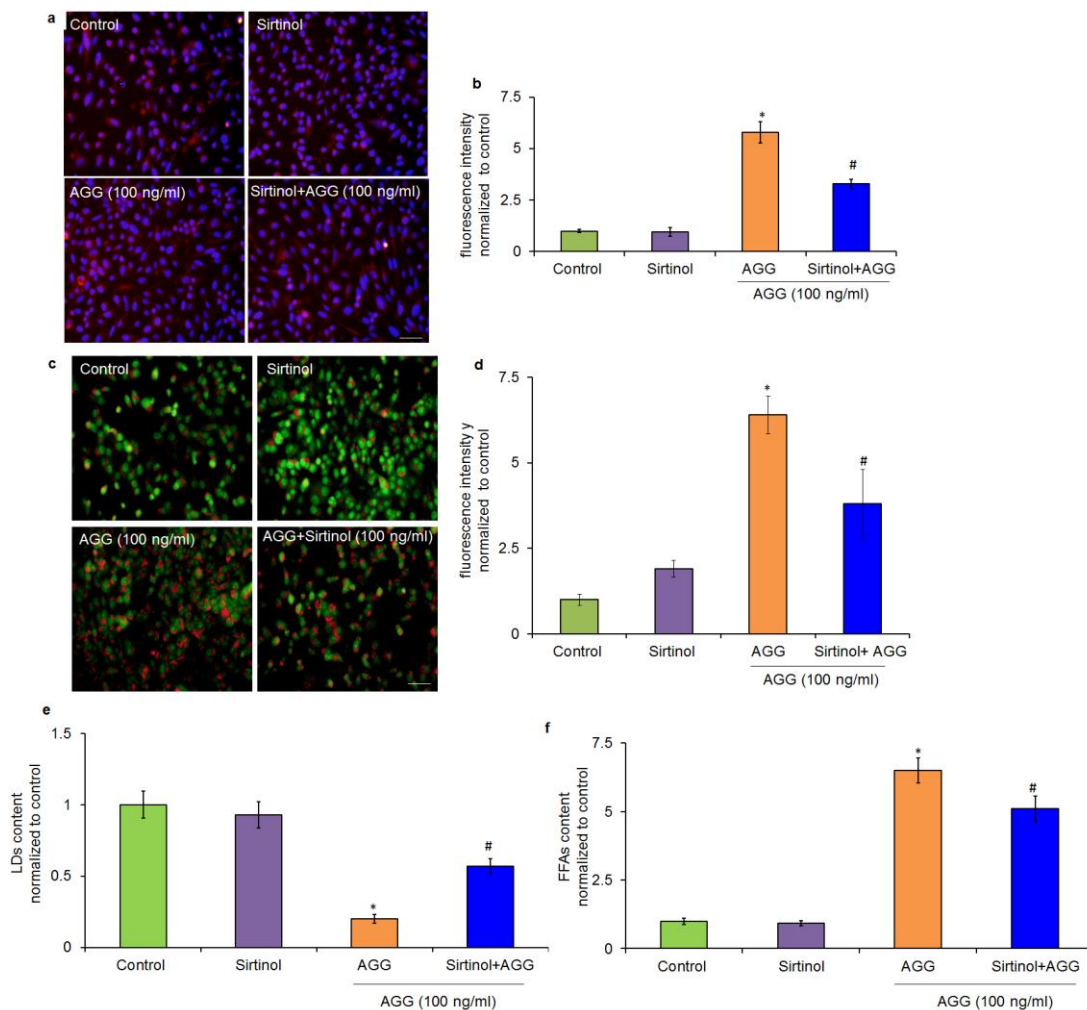 a
Control
Sirtinol
AGG (100 ng/ml)
Sirtinol+AGG (100 ng/ml)
b
fluorescence intensity
normalized to control
7.5
5
2.5
0
*
#
Control
Sirtinol
AGG
Sirtinol+AGG
AGG (100 ng/ml)
c
Control
Sirtinol
AGG (100 ng/ml)
AGG+Sirtinol (100 ng/ml)
d
fluorescence intensity y
normalized to control
7.5
5
2.5
0
*
#
Control
Sirtinol
AGG
Sirtinol+ AGG
AGG (100 ng/ml)
e
LDs content
normalized to control
1.5
1
0.5
0
*
#
Control
Sirtinol
AGG
Sirtinol+AGG
AGG (100 ng/ml)
f
FFAs content
normalized to control
7.5
5
2.5
0
*
#
Control
Sirtinol
AGG
Sirtinol+AGG
AGG (100 ng/ml)